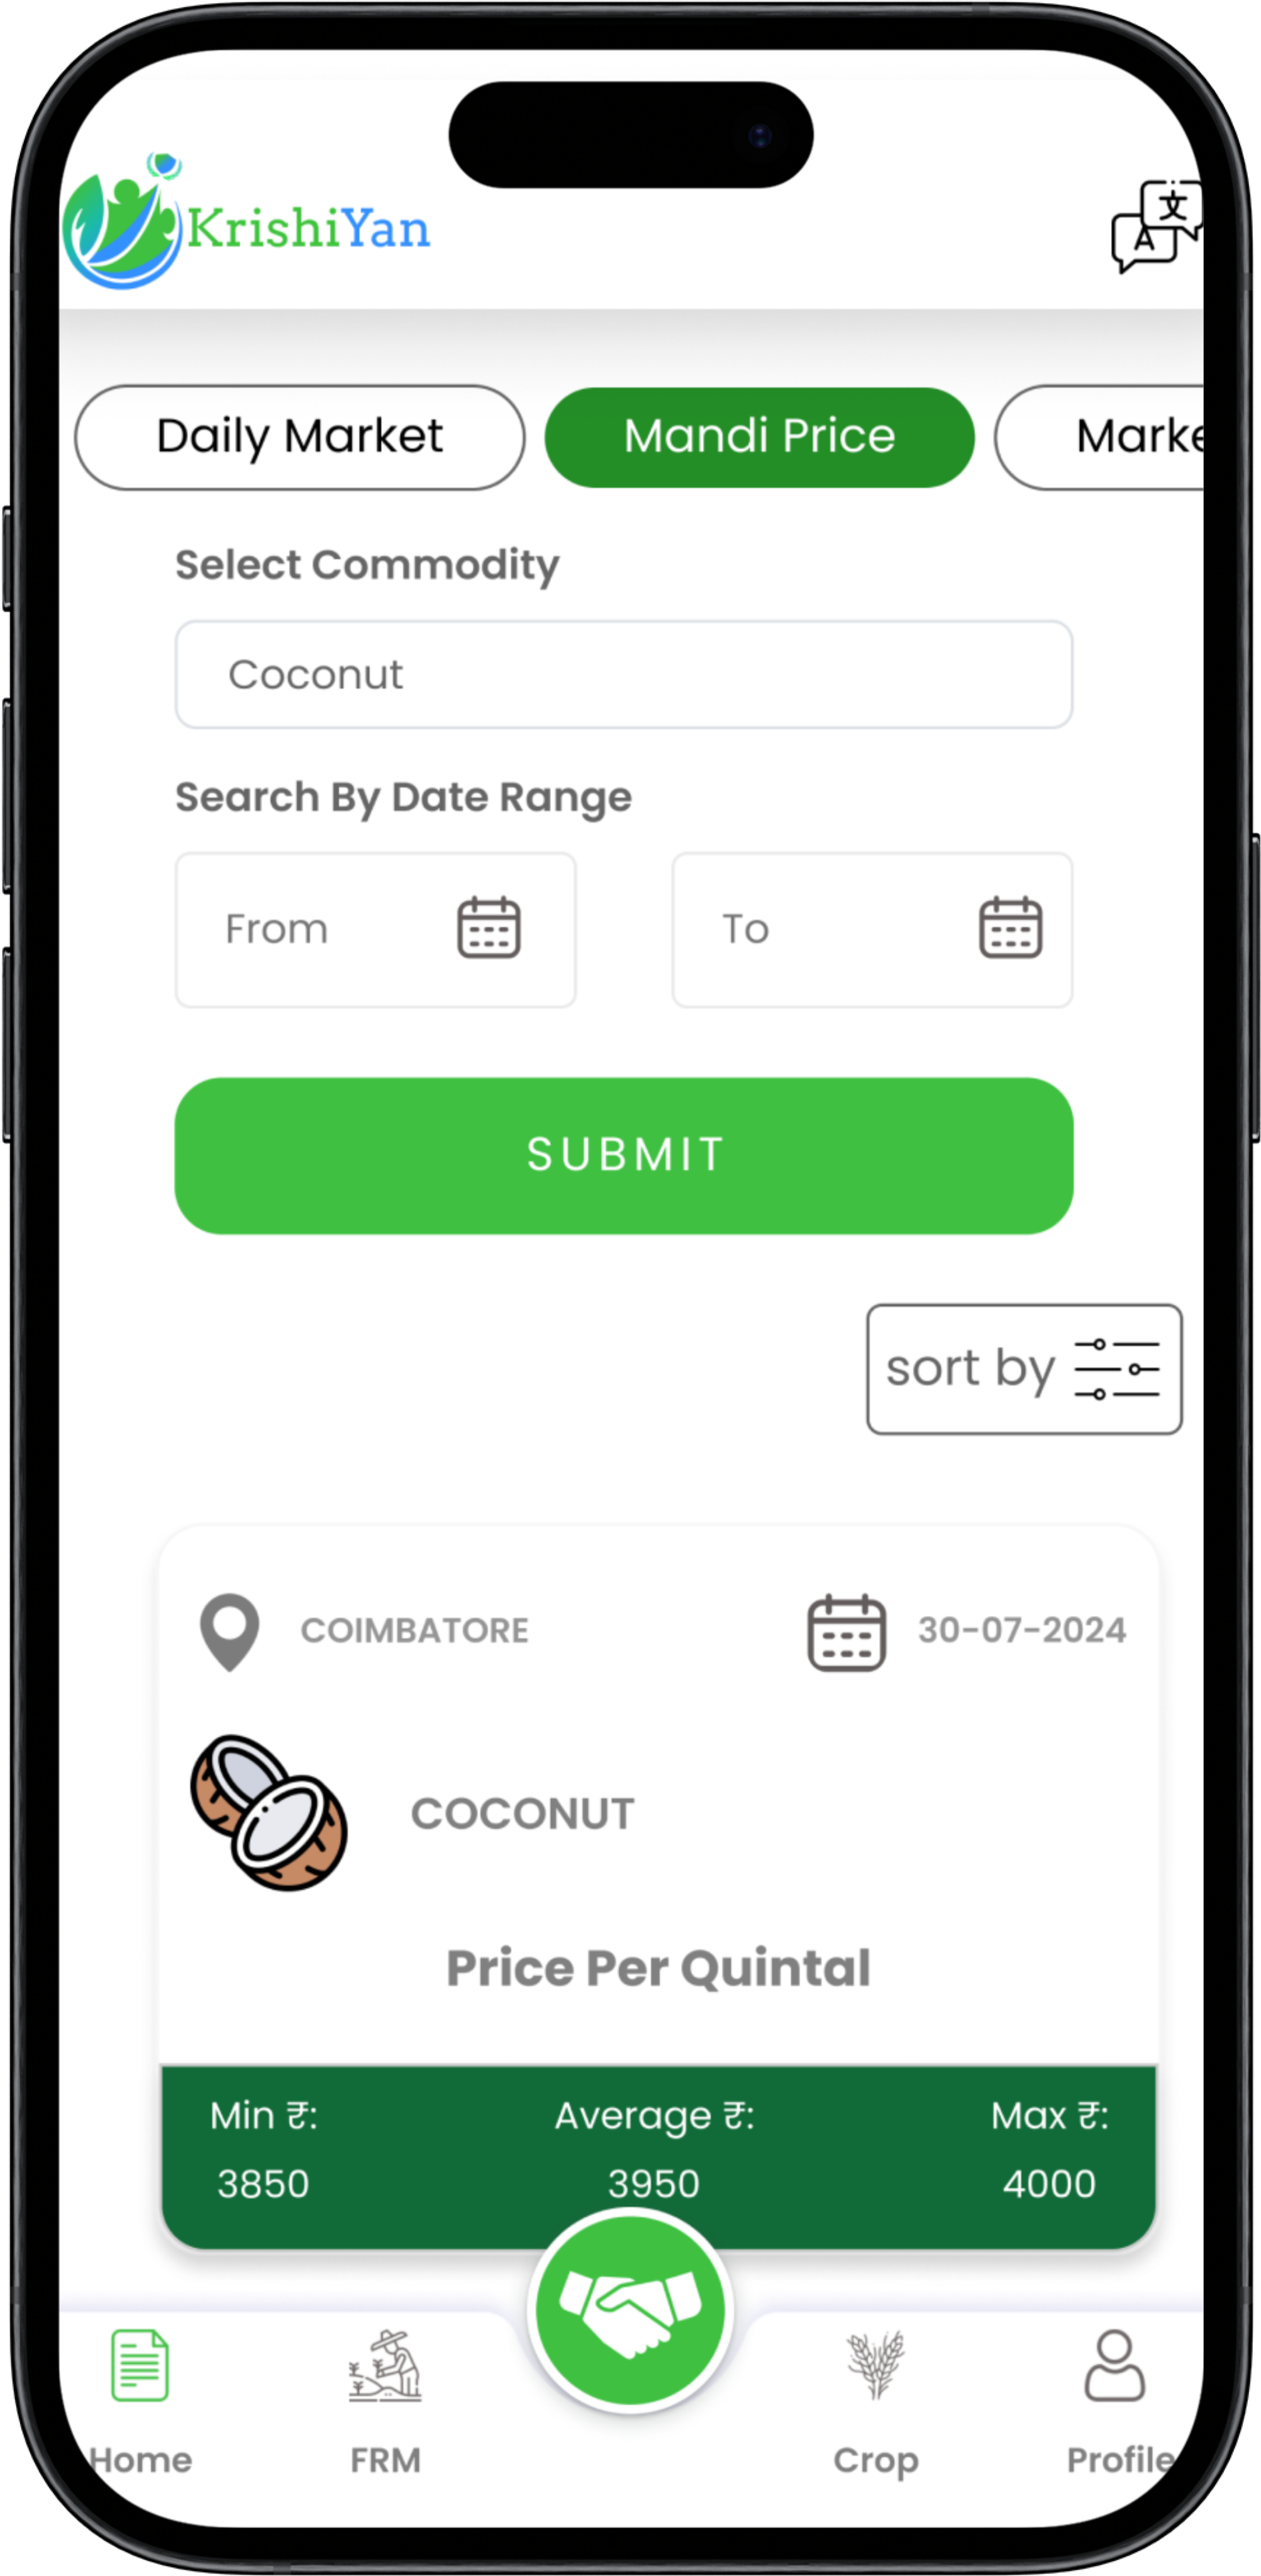 KrishiYan
文
A
Daily Market Mandi Price Marke
Select Commodity
Coconut
Search By Date Range
From To
SUBMIT
sort by
COIMBATORE 30-07-2024
COCONUT
Price Per Quintal
Min ₹: Average ₹: Max ₹:
3850 3950 4000
Home FRM Crop Profile